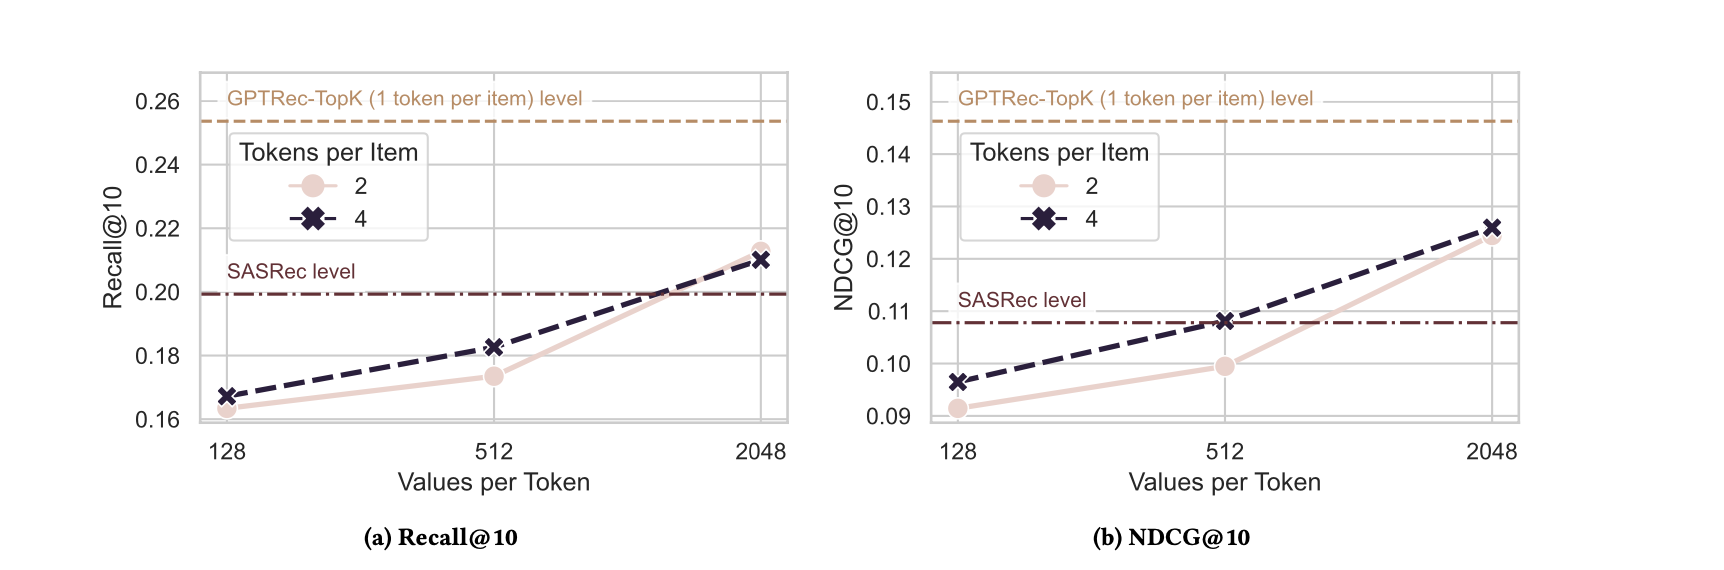 GPTRec-TopK (1 token per item) level
Tokens per Item
2
4
SASRec level
0.26
0.24
0.22
0.20
0.18
0.16
Recall@10
128
512
2048
Values per Token
(a) Recall@10
GPTRec-TopK (1 token per item) level
Tokens per Item
2
4
SASRec level
0.15
0.14
0.13
0.12
0.11
0.10
0.09
NDCG@10
128
512
2048
Values per Token
(b) NDCG@10